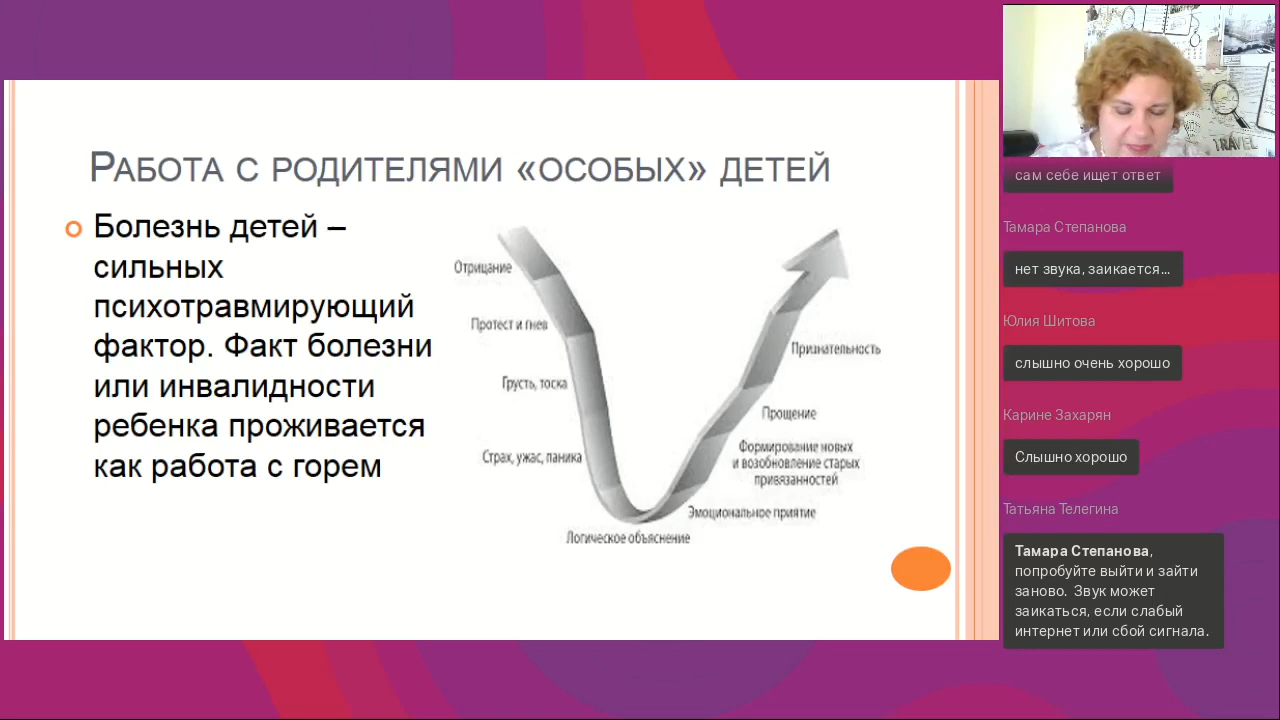 РАБОТА С РОДИТЕЛЯМИ «ОСОБЫХ» ДЕТЕЙ
Болезнь детей –
сильных
психотравмирующий
фактор. Факт болезни
или инвалидности
ребенка проживается
как работа с горем
Отрицание
Протест и гнев
Грусть, тоска
Страх, ужас, паника
Логическое объяснение
Эмоциональное приятие
Формирование новых
и возобновление старых
привязанностей
Прощение
Признательность
TRAVEL
сам себе ищет ответ
Тамара Степанова
нет звука, заикается...
Юлия Шитова
слышно очень хорошо
Карине Захарян
Слышно хорошо
Татьяна Телегина
Тамара Степанова,
попробуйте выйти и зайти
заново. Звук может
заикаться, если слабый
интернет или сбой сигнала.